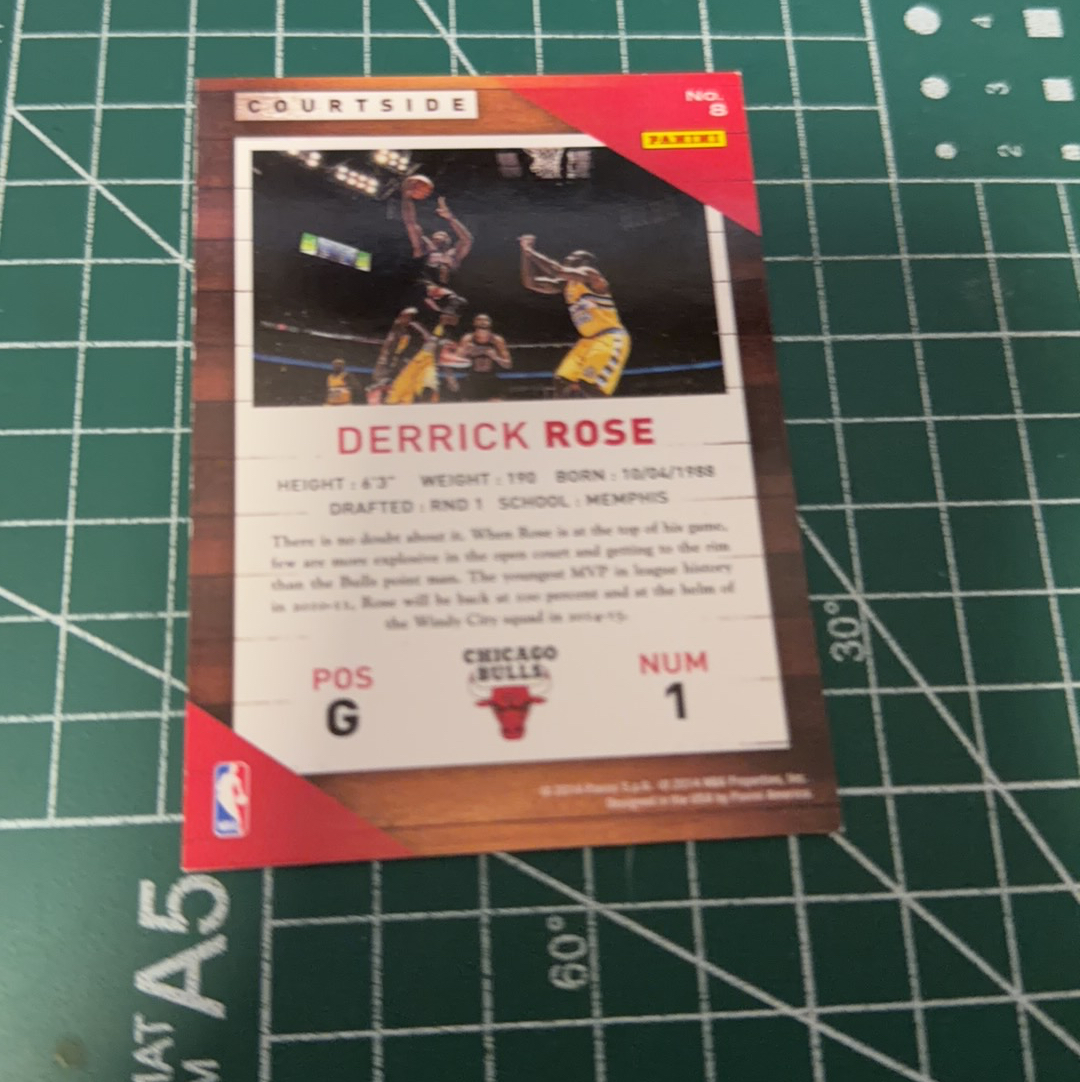 COURTSIDE
No.
8
PANINI
DERRICK ROSE
HEIGHT : 6'3" WEIGHT : 190 BORN : 10/04/1988
DRAFTED : RND 1 SCHOOL : MEMPHIS
There is no doubt about it. When Rose is at the top of his game,
few are more explosive in the open court and getting to the rim
than the Bulls point man. The youngest MVP in league history
in 2010-11, Rose will be back at 100 percent and at the helm of
the Windy City squad in 2014-15.
POS
G
CHICAGO
BULLS
NUM
1
© 2014 Panini S.p.A. © 2014 NBA Properties, Inc.
Designed in the USA by Panini America
4
3
2
30°
60°
A5